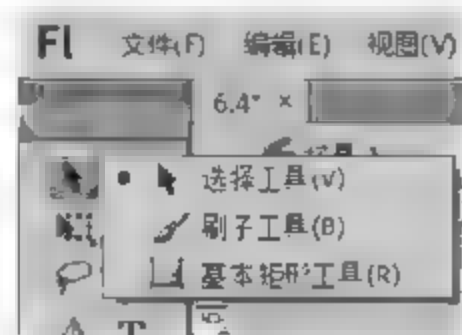 Fl 文件(F) 编辑(E) 视图(V)
6.4* ×
选择工具(V)
刷子工具(B)
基本矩形工具(R)
T